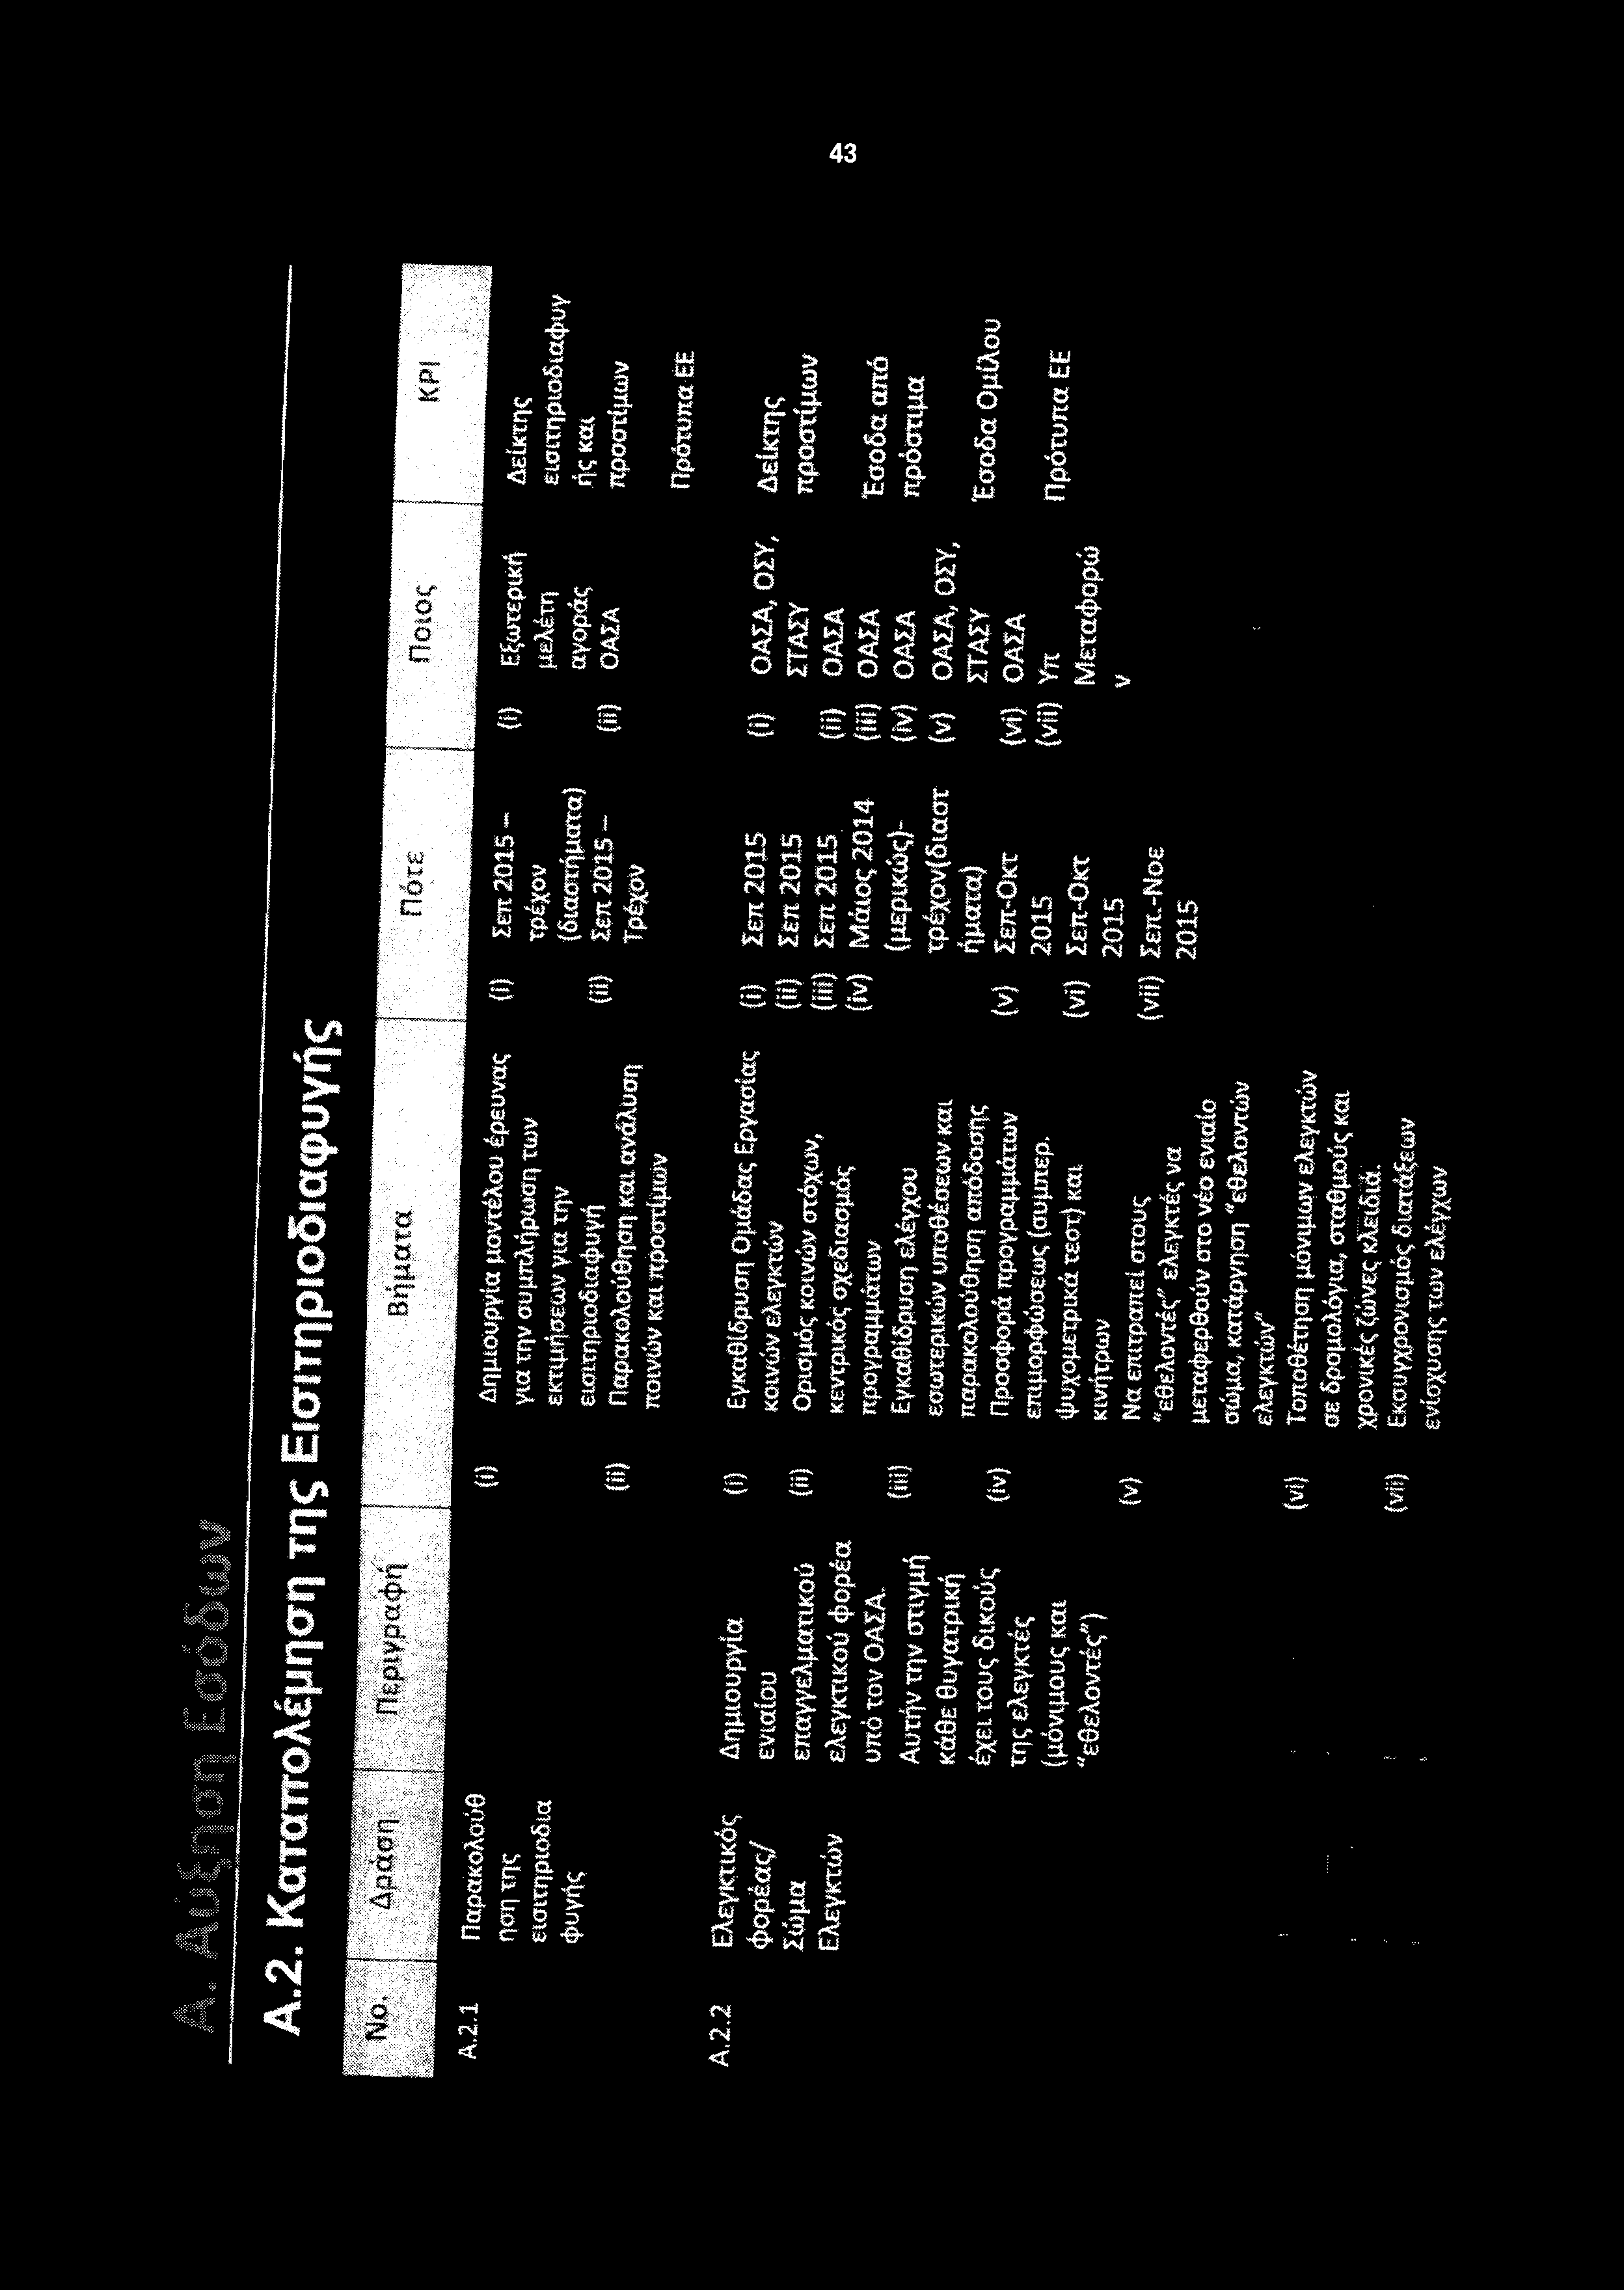 43
Α. Αύξηση Εσόδων
Α.2. Καταπολέμηση της Εισιτηριοδιαφυγής
No.
Δράση
Περιγραφή
Βήματα
Πότε
Ποιος
KPI
Α.2.1
Παρακολούθ
ηση της
εισιτηριοδια
φυγής
(i) Δημιουργία μοντέλου έρευνας
για την συμπλήρωση των
εκτιμήσεων για την
εισιτηριοδιαφυγή
(ii) Παρακολούθηση και ανάλυση
ποινών και προστίμων
(i) Σεπ 2015 –
τρέχον
(διαστήματα)
(ii) Σεπ 2015 –
Τρέχον
(i) Εξωτερική
μελέτη
αγοράς
(ii) ΟΑΣΑ
Δείκτης
εισιτηριοδιαφυγ
ής και
προστίμων
Πρότυπα ΕΕ
Α.2.2
Ελεγκτικός
φορέας/
Σώμα
Ελεγκτών
Δημιουργία
ενιαίου
επαγγελματικού
ελεγκτικού φορέα
υπό τον ΟΑΣΑ.
Αυτήν την στιγμή
κάθε θυγατρική
έχει τους δικούς
της ελεγκτές
(μόνιμους και
"εθελοντές")
(i) Εγκαθίδρυση Ομάδας Εργασίας
κοινών ελεγκτών
(ii) Ορισμός κοινών στόχων,
κεντρικός σχεδιασμός
προγραμμάτων
(iii) Εγκαθίδρυση ελέγχου
εσωτερικών υποθέσεων και
παρακολούθηση απόδοσης
(iv) Προσφορά προγραμμάτων
επιμορφώσεως (συμπερ.
ψυχομετρικά τεστ) και
κινήτρων
(v) Να επιτραπεί στους
"εθελοντές" ελεγκτές να
μεταφερθούν στο νέο ενιαίο
σώμα, κατάργηση "εθελοντών
ελεγκτών"
(vi) Τοποθέτηση μόνιμων ελεγκτών
σε δρομολόγια, σταθμούς και
χρονικές ζώνες κλειδιά.
(vii) Εκσυγχρονισμός διατάξεων
ενίσχυσης των ελέγχων
(i) Σεπ 2015
(ii) Σεπ 2015
(iii) Σεπ 2015
(iv) Μάιος 2014
(μερικώς)-
τρέχον(διαστ
ήματα)
(v) Σεπ-Οκτ
2015
(vi) Σεπ-Οκτ
2015
(vii) Σεπ.-Νοε
2015
(i) ΟΑΣΑ, ΟΣΥ,
ΣΤΑΣΥ
(ii) ΟΑΣΑ
(iii) ΟΑΣΑ
(iv) ΟΑΣΑ
(v) ΟΑΣΑ, ΟΣΥ,
ΣΤΑΣΥ
(vi) ΟΑΣΑ
(vii) Υπ
Μεταφορώ
ν
Δείκτης
προστίμων
Έσοδα από
πρόστιμα
Έσοδα Ομίλου
Πρότυπα ΕΕ